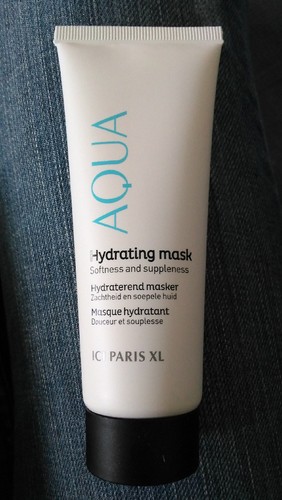 AQUA
Hydrating mask
Softness and suppleness
Hydraterend masker
Zachtheid en soepele huid
Masque hydratant
Douceur et souplesse
ICI PARIS XL